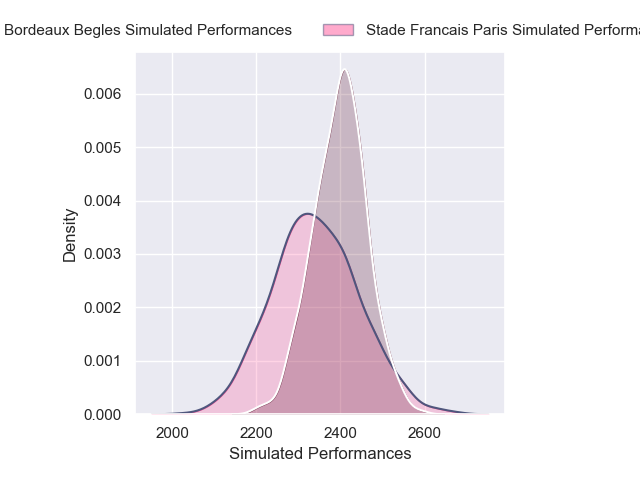 Bordeaux Begles Simulated Performances
Stade Francais Paris Simulated Performa
0.006
0.005
0.004
0.003
0.002
0.001
0.000
Density
2000 2200 2400 2600
Simulated Performances